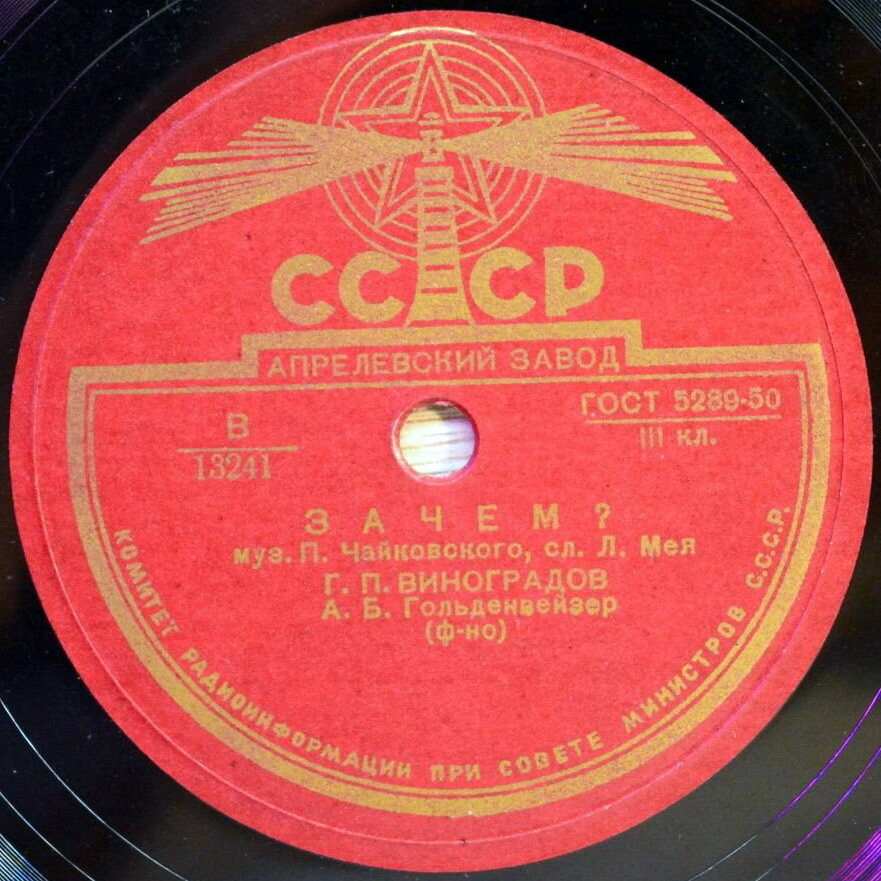 СССР
АПРЕЛЕВСКИЙ ЗАВОД
В
13241
ГОСТ 5289-50
III кл.
ЗАЧЕМ?
муз. П. Чайковского, сл. Л. Мея
Г. П. ВИНОГРАДОВ
А. Б. Гольденвейзер
(ф-но)
КОМИТЕТ РАДИОИНФОРМАЦИИ ПРИ СОВЕТЕ МИНИСТРОВ С.С.С.Р.